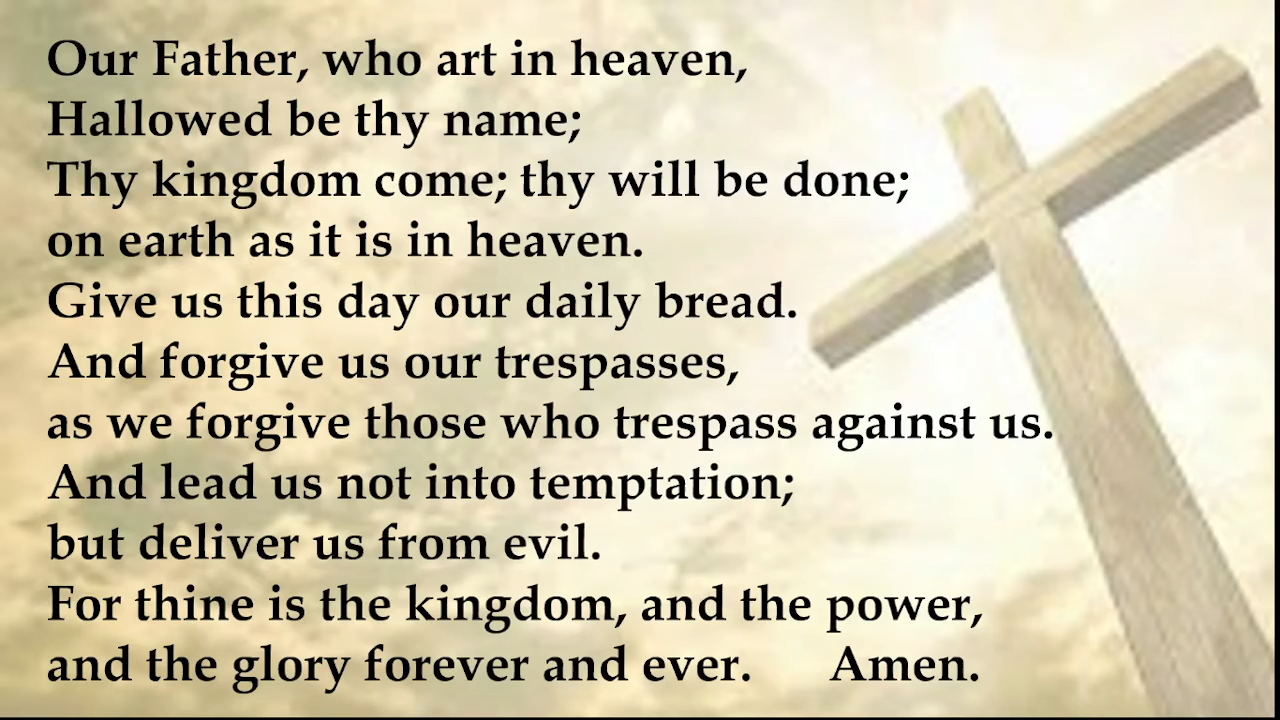 Our Father, who art in heaven,
Hallowed be thy name;
Thy kingdom come; thy will be done;
on earth as it is in heaven.
Give us this day our daily bread.
And forgive us our trespasses,
as we forgive those who trespass against us.
And lead us not into temptation;
but deliver us from evil.
For thine is the kingdom, and the power,
and the glory forever and ever. Amen.